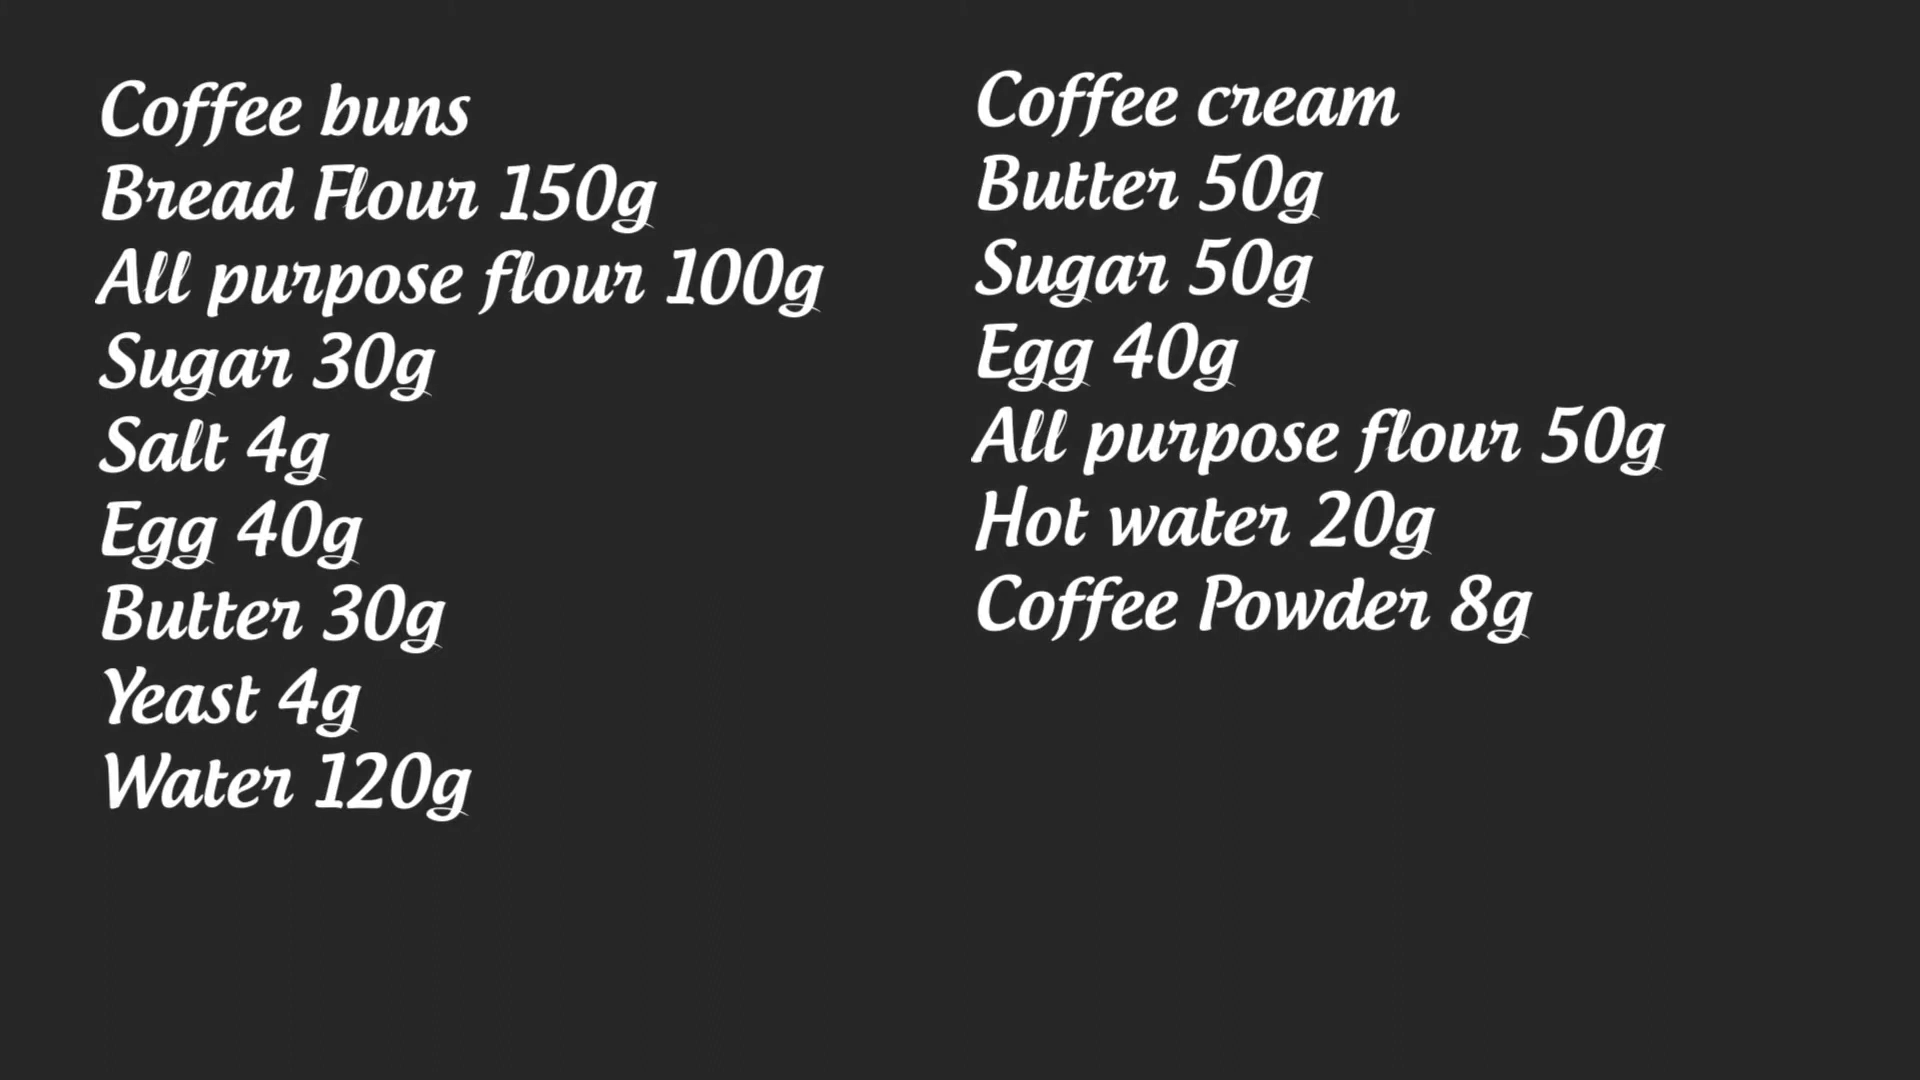 Coffee buns
Bread Flour 150g
All purpose flour 100g
Sugar 30g
Salt 4g
Egg 40g
Butter 30g
Yeast 4g
Water 120g
Coffee cream
Butter 50g
Sugar 50g
Egg 40g
All purpose flour 50g
Hot water 20g
Coffee Powder 8g